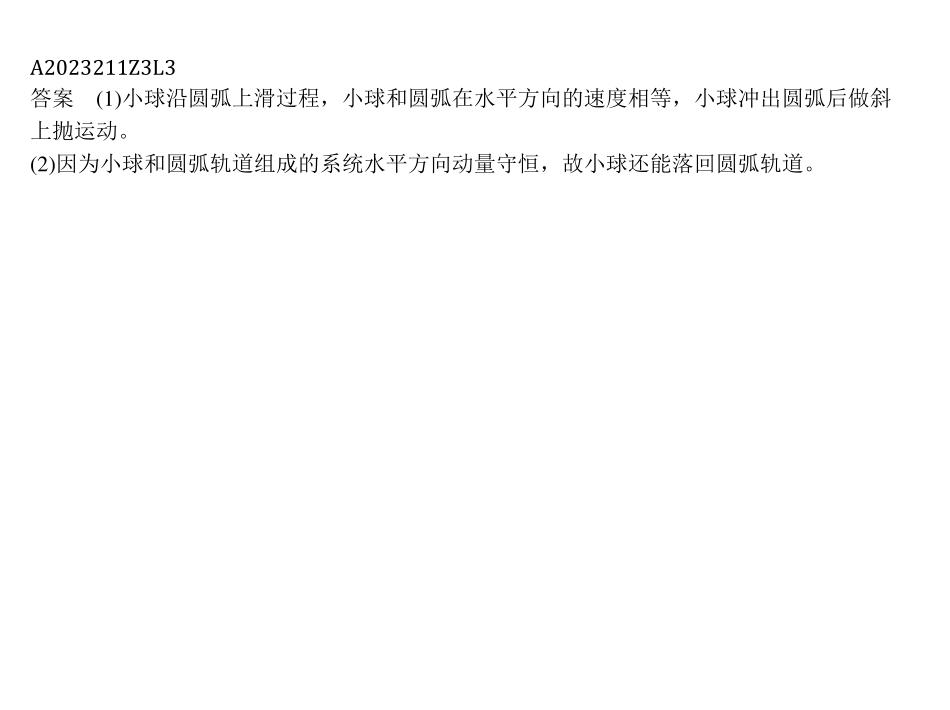 A2023211Z3L3
答案　(1)小球沿圆弧上滑过程，小球和圆弧在水平方向的速度相等，小球冲出圆弧后做斜
上抛运动。
(2)因为小球和圆弧轨道组成的系统水平方向动量守恒，故小球还能落回圆弧轨道。